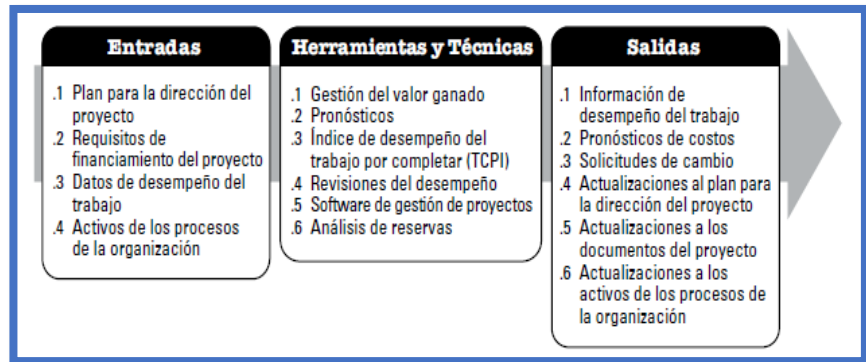 Entradas
.1 Plan para la dirección del
proyecto
.2 Requisitos de
financiamiento del proyecto
.3 Datos de desempeño del
trabajo
.4 Activos de los procesos
de la organización
Herramientas y Técnicas
.1 Gestión del valor ganado
.2 Pronósticos
.3 Índice de desempeño del
trabajo por completar (TCPI)
.4 Revisiones del desempeño
.5 Software de gestión de proyectos
.6 Análisis de reservas
Salidas
.1 Información de
desempeño del trabajo
.2 Pronósticos de costos
.3 Solicitudes de cambio
.4 Actualizaciones al plan para
la dirección del proyecto
.5 Actualizaciones a los
documentos del proyecto
.6 Actualizaciones a los
activos de los procesos de
la organización